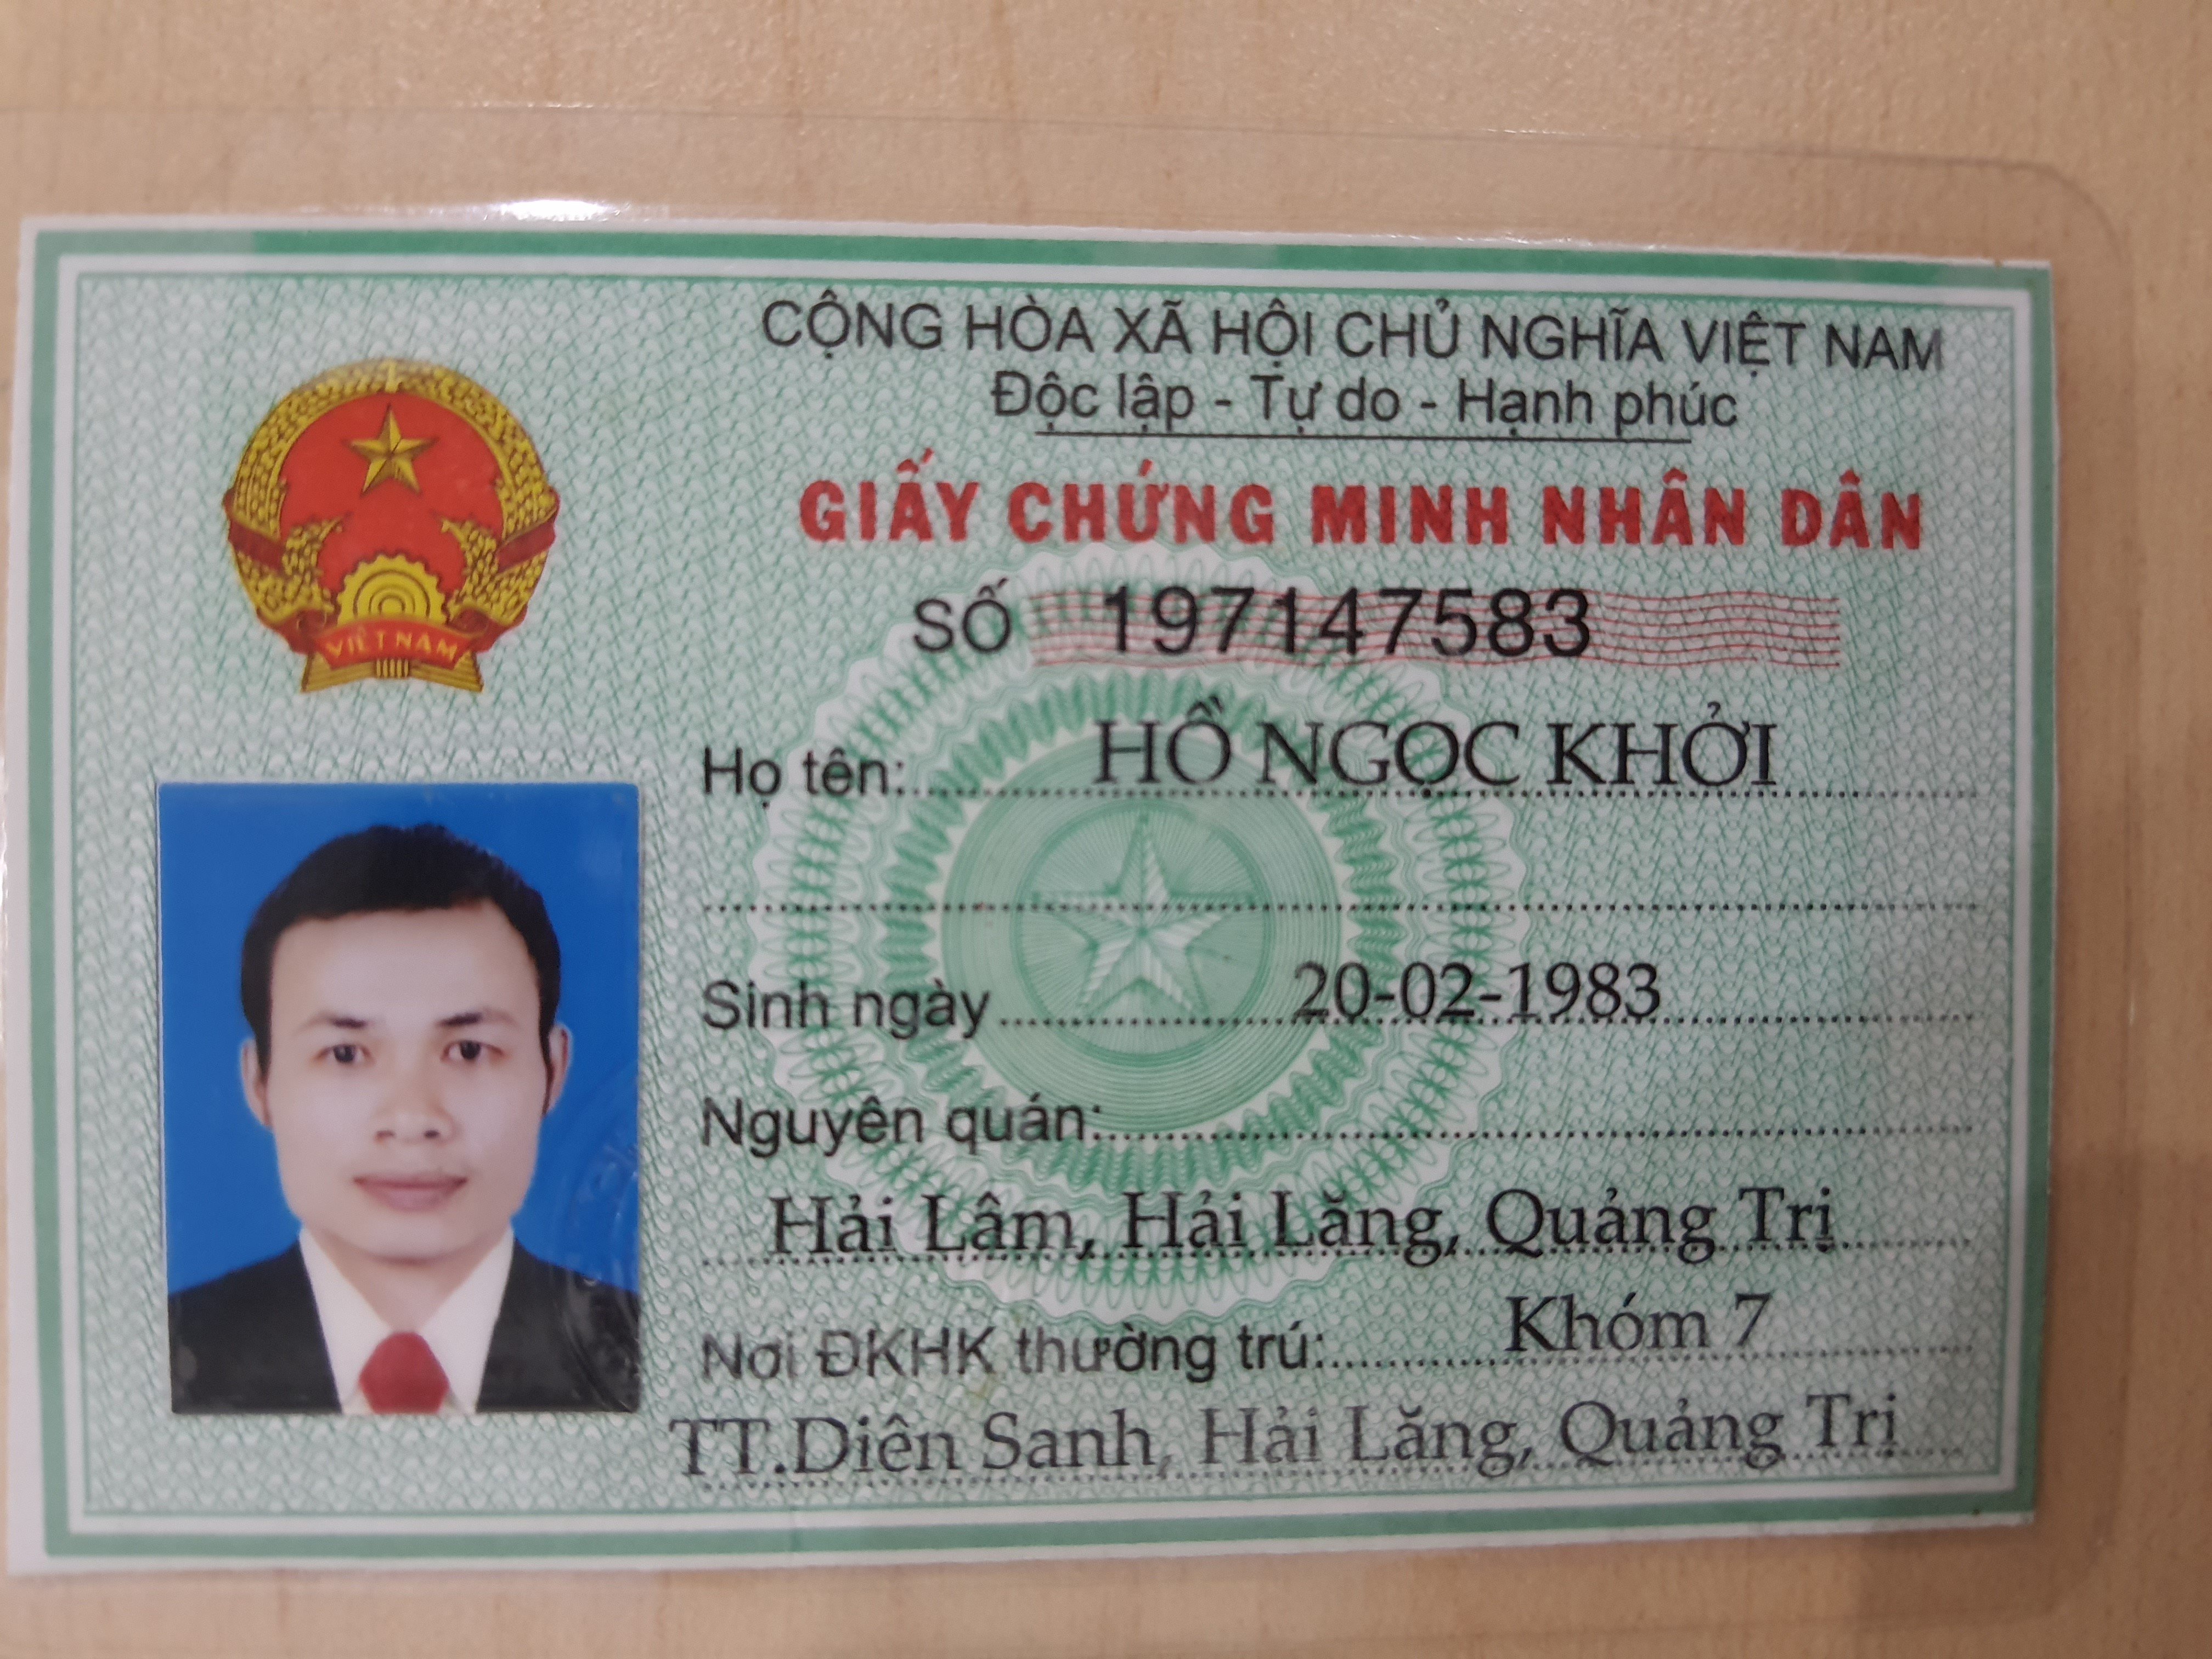 CỘNG HÒA XÃ HỘI CHỦ NGHĨA VIỆT NAM
Độc lập - Tự do - Hạnh phúc
GIẤY CHỨNG MINH NHÂN DÂN
SỐ 197147583
VIỆT NAM
Họ tên: HỒ NGỌC KHỞI
Sinh ngày 20-02-1983
Nguyên quán:
Hải Lâm, Hải Lăng, Quảng Trị
Nơi ĐKHK thường trú: Khóm 7
TT.Diên Sanh, Hải Lăng, Quảng Trị